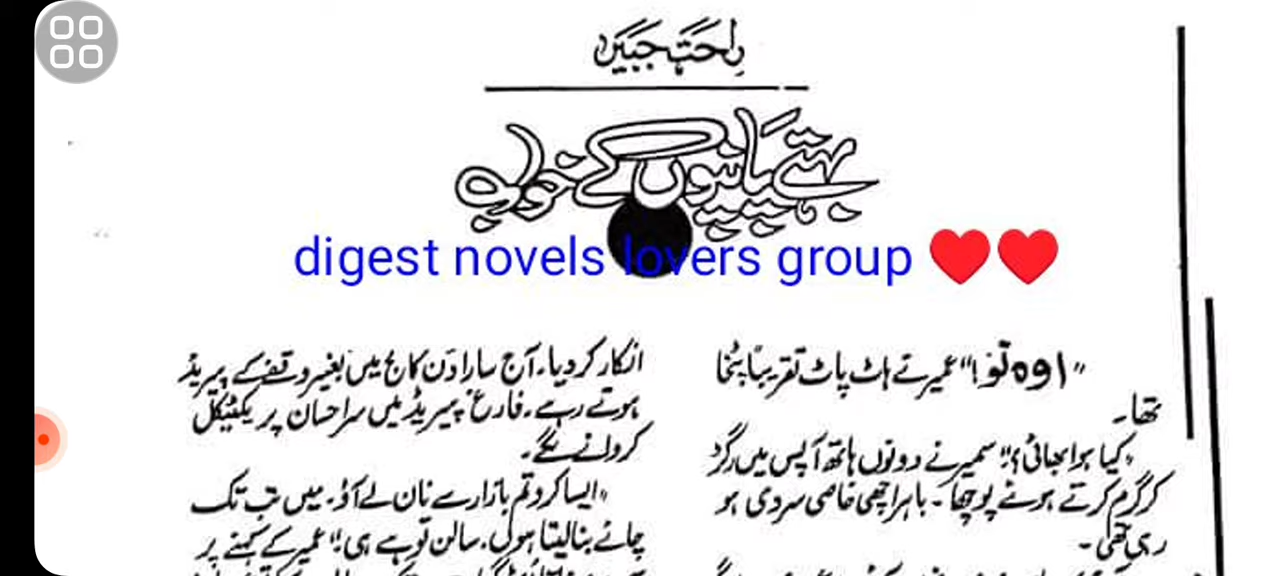 راحت جبیں
بہتے پانیوں کے خواب
digest novels lovers group ❤️❤️
"اوہ نو!" عمیر نے ہاٹ پاٹ تقریباً پٹخا
تھا۔
"کیا ہوا بھائی؟" سمیر نے دونوں ہاتھ آپس میں رگڑ
کر گرم کرتے ہوئے پوچھا۔ باہر اچھی خاصی سردی ہو
رہی تھی۔
انکار کر دیا۔ آج سارا دن کالج میں بغیر وقفے کے پیریڈ
ہوتے رہے۔ فارغ پیریڈ میں سر احسان پریکٹیکل
کروانے لگے۔
"ایسا کرو تم بازار سے نان لے آؤ۔ میں تب تک
چائے بنا لیتا ہوں۔ سالن تو ہے ہی!" عمیر کے کہنے پر